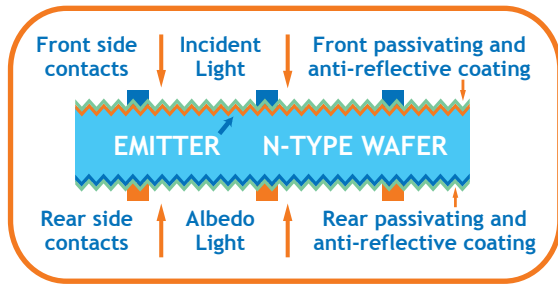 Front side
contacts
Incident
Light
Front passivating and
anti-reflective coating
EMITTER
N-TYPE WAFER
Rear side
contacts
Albedo
Light
Rear passivating and
anti-reflective coating